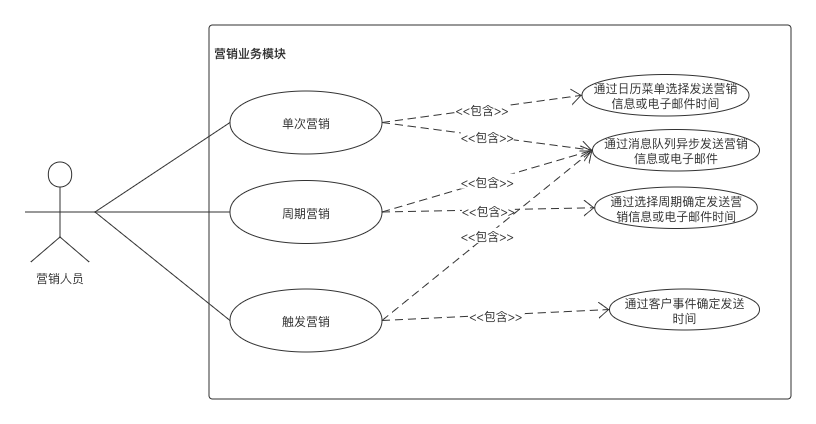 营销业务模块
通过日历菜单选择发送营销
信息或电子邮件时间
<<包含>>
单次营销
<<包含>>
通过消息队列异步发送营销
信息或电子邮件
<<包含>>
周期营销
<<包含>>
通过选择周期确定发送营
销信息或电子邮件时间
<<包含>>
营销人员
触发营销
<<包含>>
通过客户事件确定发送
时间